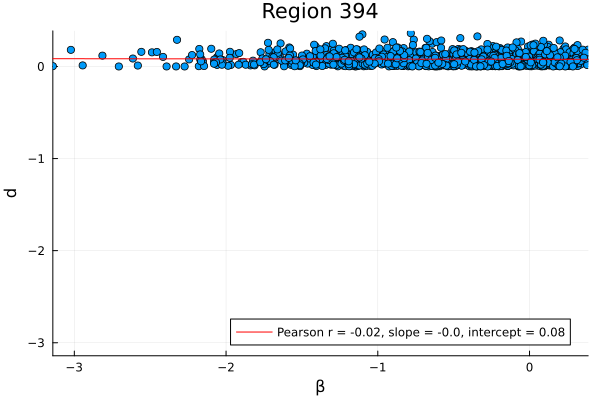 Region 394
d
0
−1
−2
−3
Pearson r = -0.02, slope = -0.0, intercept = 0.08
−3 −2 −1 0
β